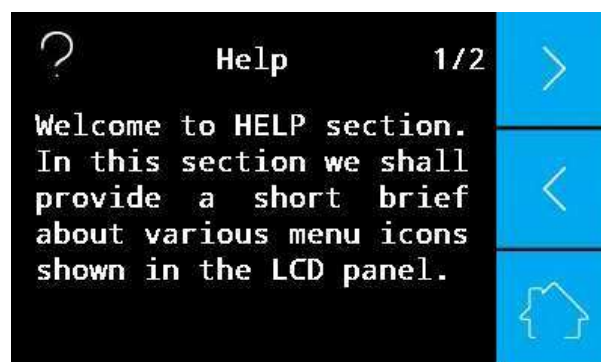 ? Help 1/2
Welcome to HELP section.
In this section we shall
provide a short brief
about various menu icons
shown in the LCD panel.